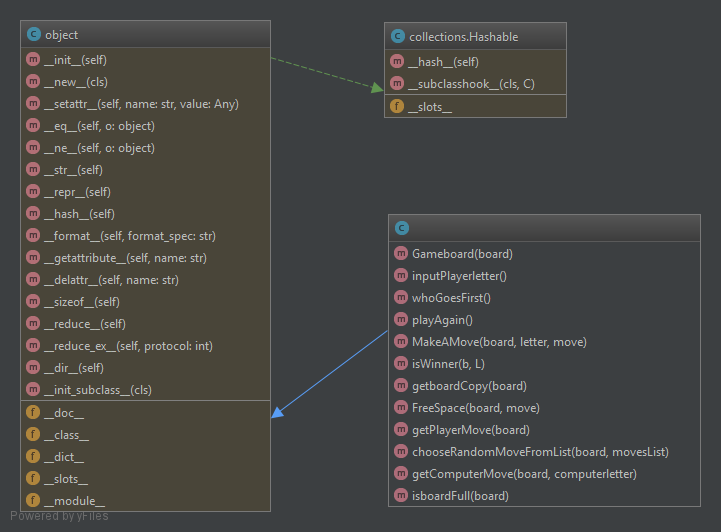 object
__init__(self)
__new__(cls)
__setattr__(self, name: str, value: Any)
__eq__(self, o: object)
__ne__(self, o: object)
__str__(self)
__repr__(self)
__hash__(self)
__format__(self, format_spec: str)
__getattribute__(self, name: str)
__delattr__(self, name: str)
__sizeof__(self)
__reduce__(self)
__reduce_ex__(self, protocol: int)
__dir__(self)
__init_subclass__(cls)
__doc__
__class__
__dict__
__slots__
__module__
collections.Hashable
__hash__(self)
__subclasshook__(cls, C)
__slots__
Gameboard(board)
inputPlayerletter()
whoGoesFirst()
playAgain()
MakeAMove(board, letter, move)
isWinner(b, L)
getboardCopy(board)
FreeSpace(board, move)
getPlayerMove(board)
chooseRandomMoveFromList(board, movesList)
getComputerMove(board, computerletter)
isboardFull(board)
Powered by yFiles